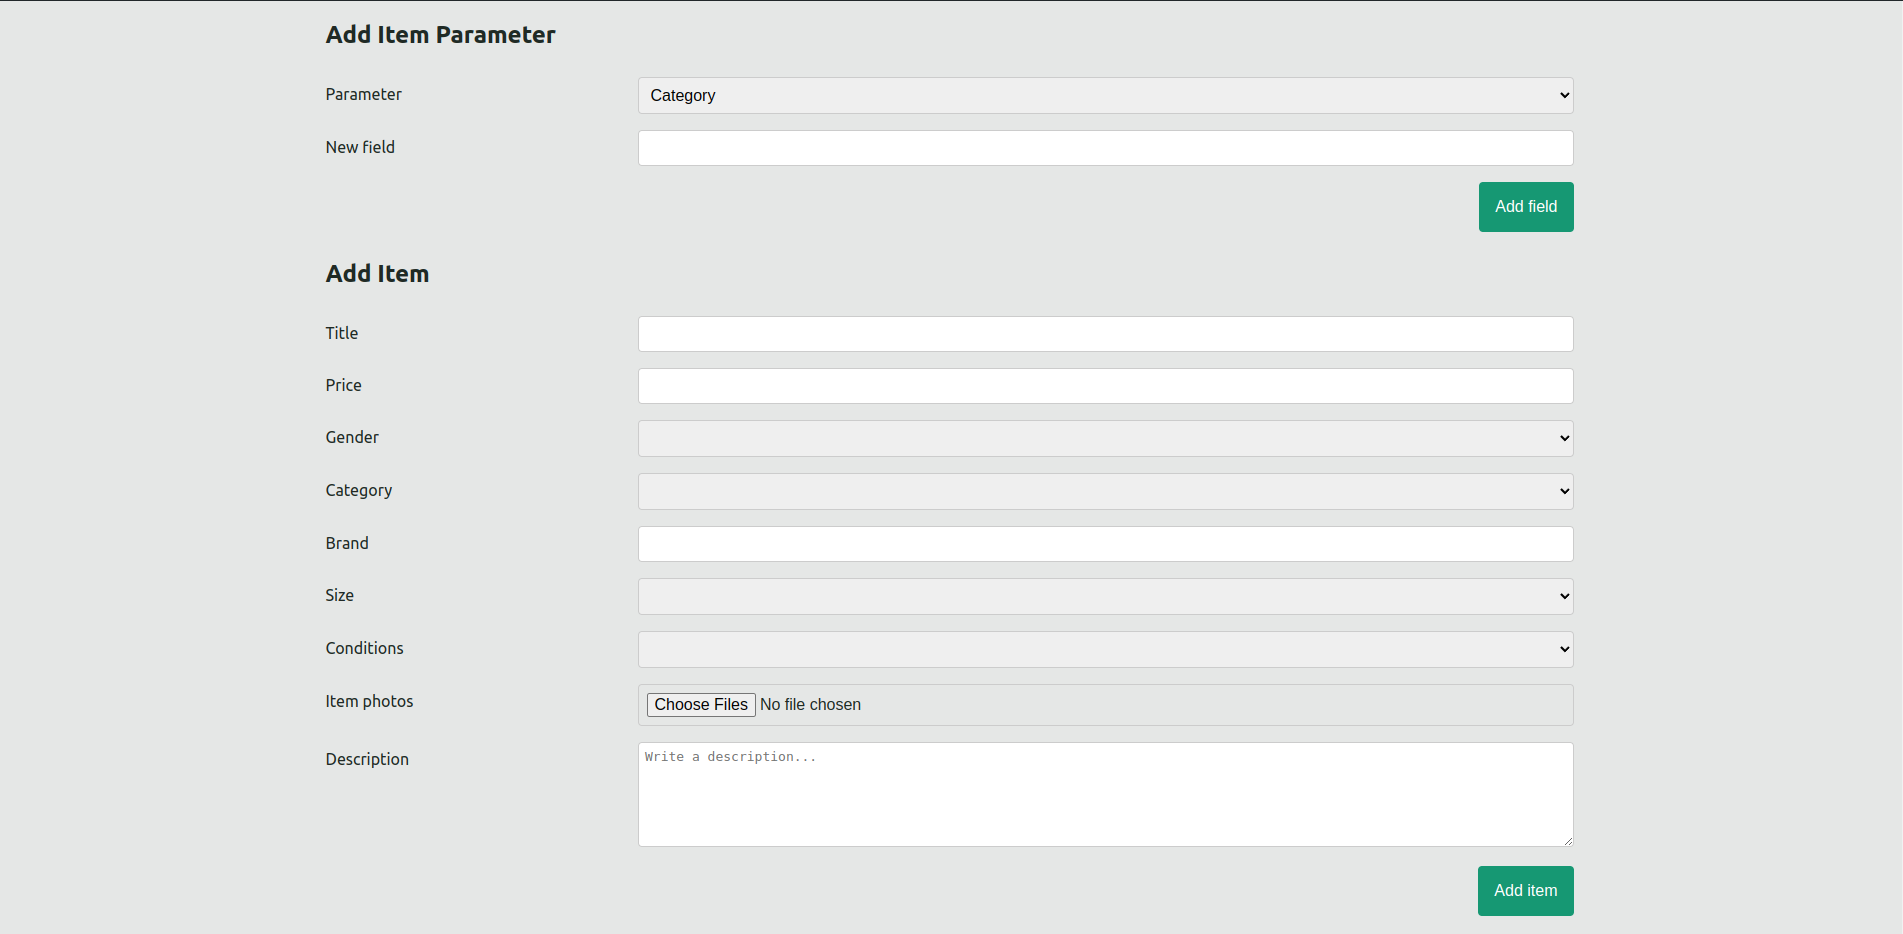 Add Item Parameter
Parameter
Category
New field
Add field
Add Item
Title
Price
Gender
Category
Brand
Size
Conditions
Item photos
Choose Files No file chosen
Description
Write a description...
Add item